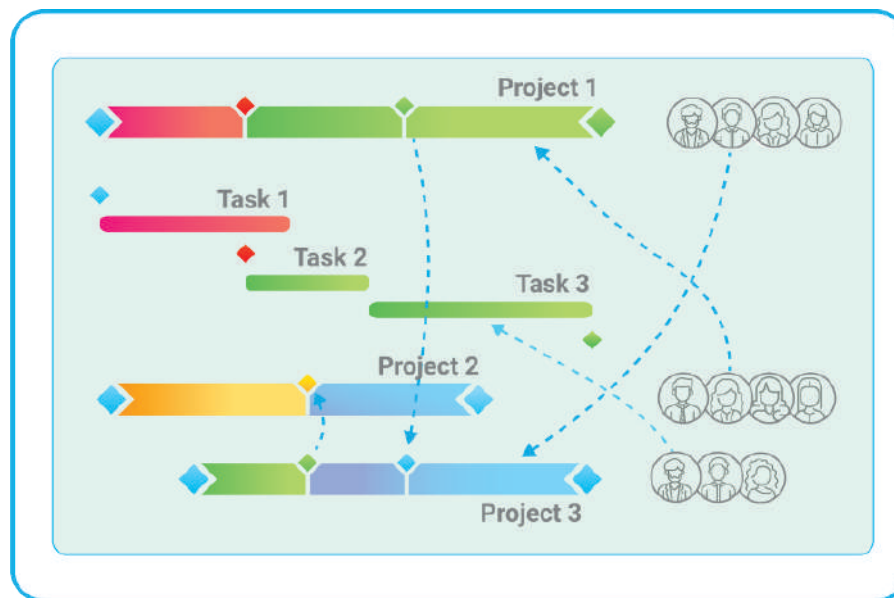 Project 1
Task 1
Task 2
Task 3
Project 2
Project 3